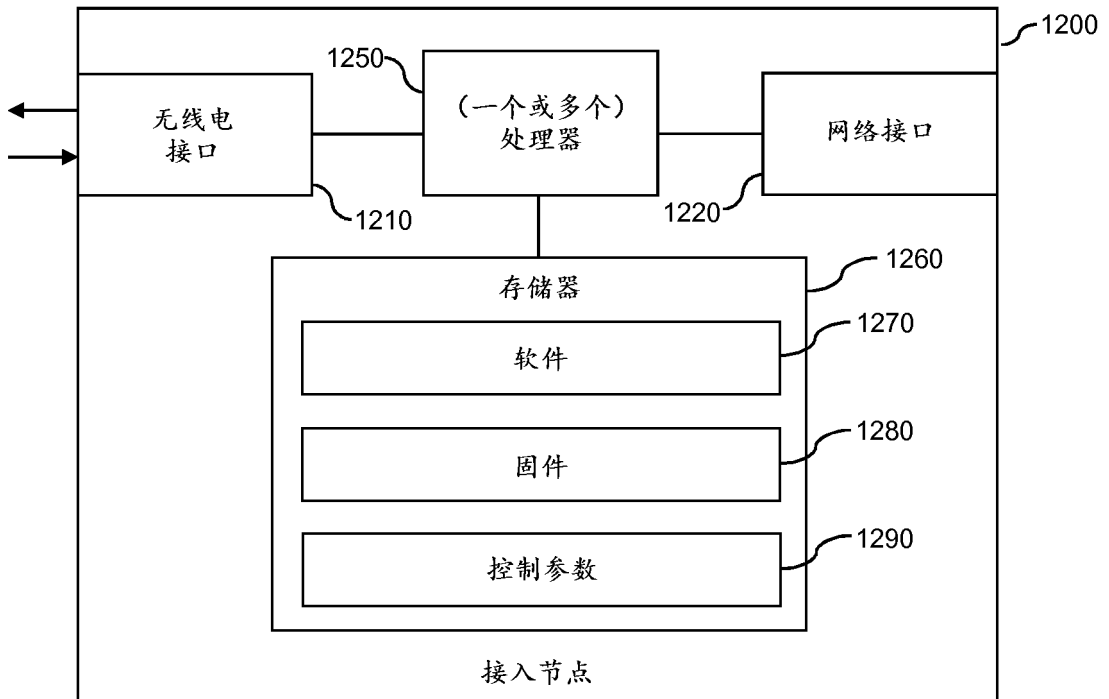 1200
1250
无线电
接口
(一个或多个)
处理器
网络接口
1210
1220
1260
存储器
1270
软件
1280
固件
1290
控制参数
接入节点